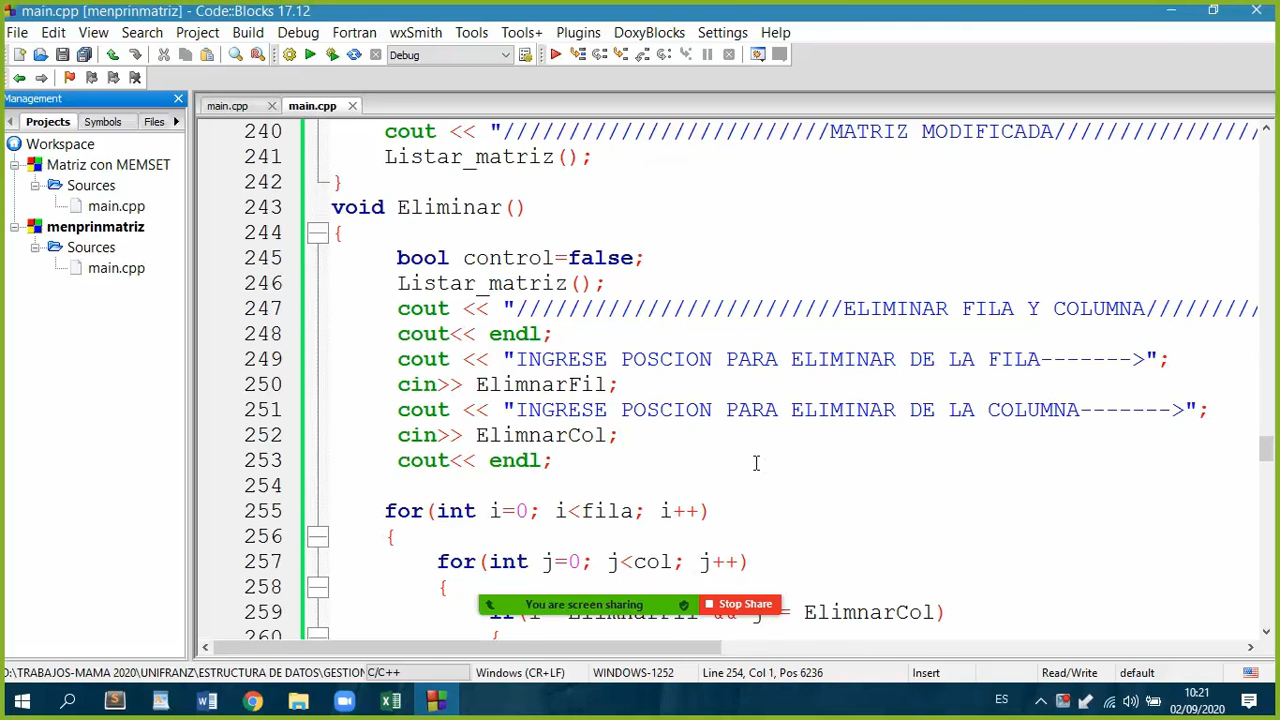 main.cpp [menprinmatriz] - Code::Blocks 17.12
File Edit View Search Project Build Debug Fortran wxSmith Tools Tools+ Plugins DoxyBlocks Settings Help
Debug
Management
Projects Symbols Files
main.cpp main.cpp
Workspace
Matriz con MEMSET
Sources
main.cpp
menprinmatriz
Sources
main.cpp
240 cout << "/////////////////////////MATRIZ MODIFICADA////////////////
241 Listar_matriz();
242 }
243 void Eliminar()
244 {
245 bool control=false;
246 Listar_matriz();
247 cout << "/////////////////////////ELIMINAR FILA Y COLUMNA/////////
248 cout<< endl;
249 cout << "INGRESE POSCION PARA ELIMINAR DE LA FILA------->";
250 cin>> ElimnarFil;
251 cout << "INGRESE POSCION PARA ELIMINAR DE LA COLUMNA------->";
252 cin>> ElimnarCol;
253 cout<< endl;
254
255 for(int i=0; i<fila; i++)
256 {
257 for(int j=0; j<col; j++)
258 {
259 ElimnarCol)
260 {
You are screen sharing Stop Share
D:\TRABAJOS-MAMA 2020\UNIFRANZ\ESTRUCTURA DE DATOS\GESTION C/C++ Windows (CR+LF) WINDOWS-1252 Line 254, Col 1, Pos 6236 Insert Read/Write default
ES 10:21
02/09/2020